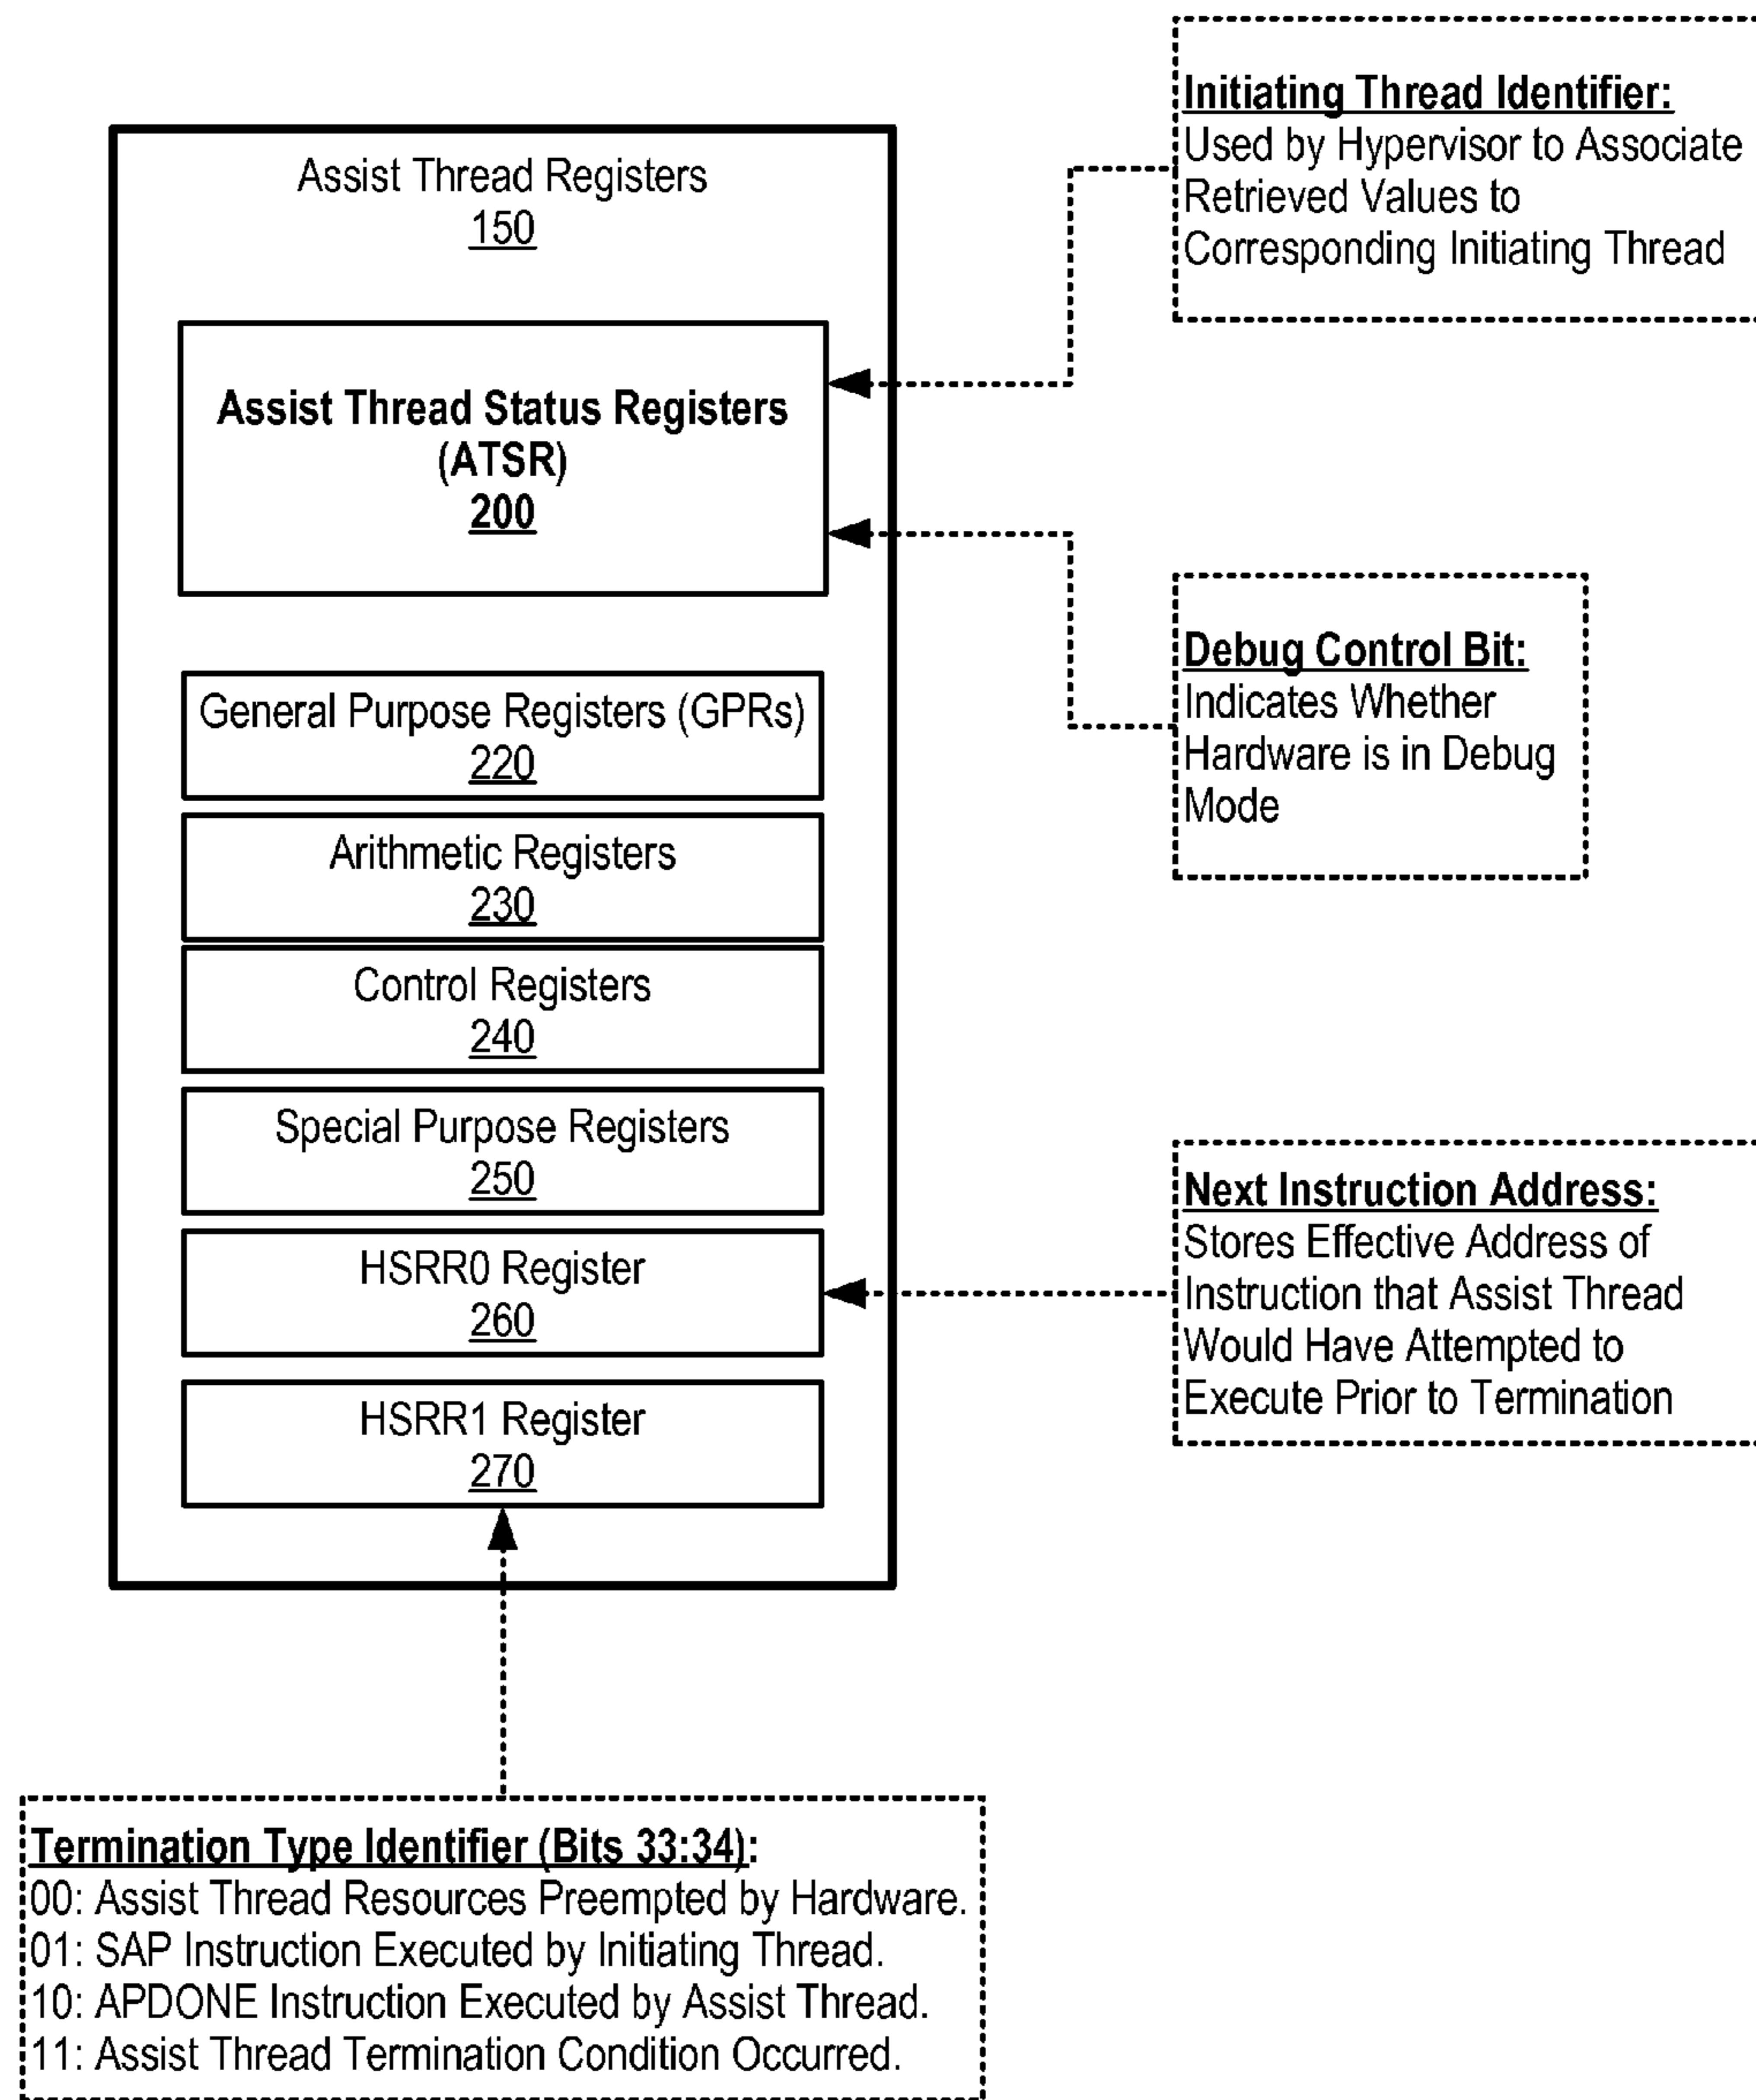 Initiating Thread Identifier:
Used by Hypervisor to Associate
Retrieved Values to
Corresponding Initiating Thread
Assist Thread Registers
150
Assist Thread Status Registers
(ATSR)
200
Debug Control Bit:
Indicates Whether
Hardware is in Debug
Mode
General Purpose Registers (GPRs)
220
Arithmetic Registers
230
Control Registers
240
Special Purpose Registers
250
HSRR0 Register
260
HSRR1 Register
270
Next Instruction Address:
Stores Effective Address of
Instruction that Assist Thread
Would Have Attempted to
Execute Prior to Termination
Termination Type Identifier (Bits 33:34):
00: Assist Thread Resources Preempted by Hardware.
01: SAP Instruction Executed by Initiating Thread.
10: APDONE Instruction Executed by Assist Thread.
11: Assist Thread Termination Condition Occurred.